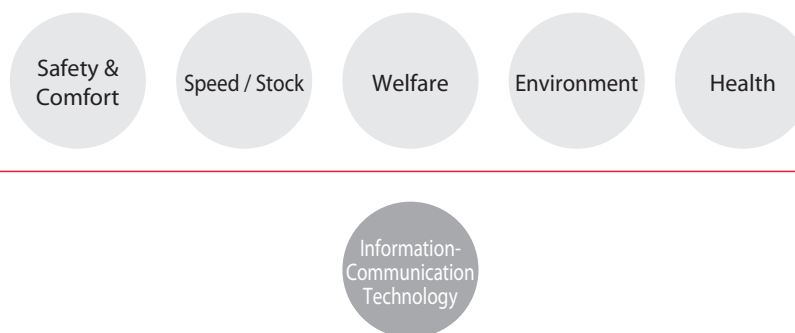 Safety &
Comfort
Speed / Stock
Welfare
Environment
Health
Information-
Communication
Technology